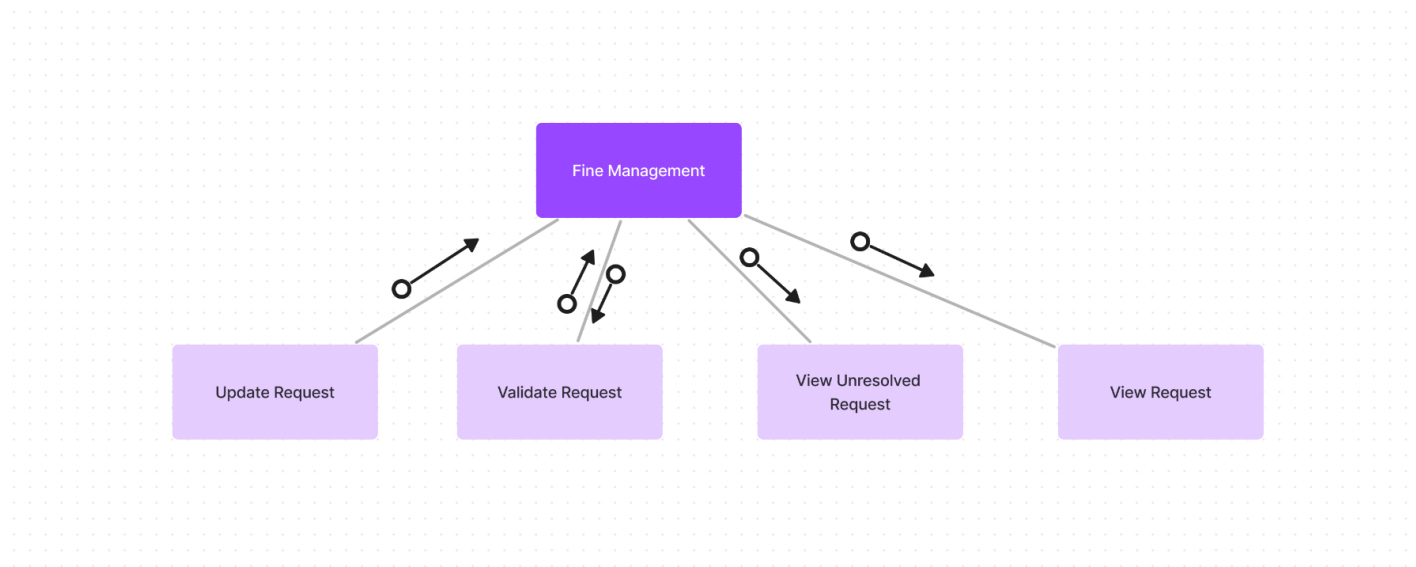 Fine Management
Update Request
Validate Request
View Unresolved
Request
View Request